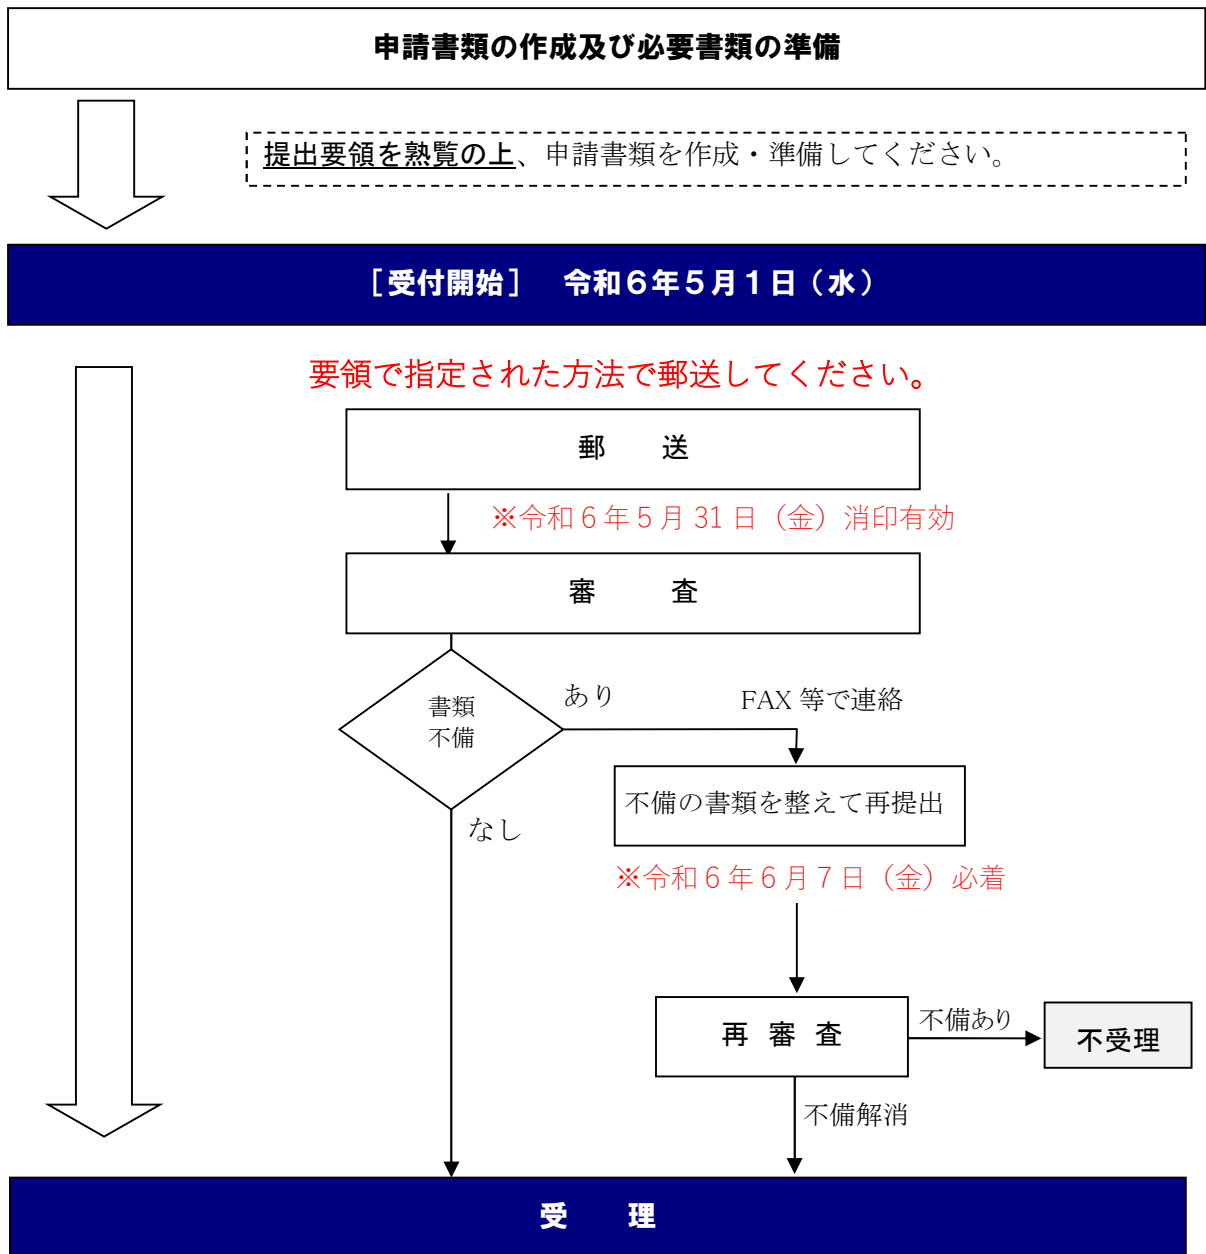 申請書類の作成及び必要書類の準備
提出要領を熟覧の上、申請書類を作成・準備してください。
［受付開始］　令和６年５月１日（水）
要領で指定された方法で郵送してください。
郵　　送
※令和６年５月 31 日（金）消印有効
審　　　査
書類
不備
あり
FAX 等で連絡
不備の書類を整えて再提出
なし
※令和６年６月７日（金）必着
再　審　査
不備あり
不受理
不備解消
受　　理